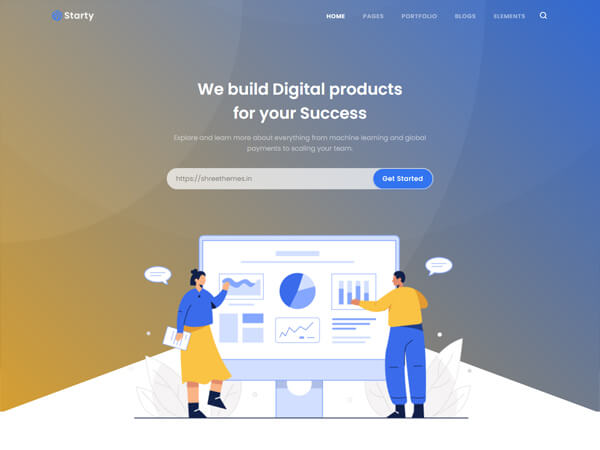 Starty
HOME PAGES PORTFOLIO BLOGS ELEMENTS
We build Digital products
for your Success
Explore and learn more about everything from machine learning and global
payments to scaling your team.
https://shreethemes.in Get Started